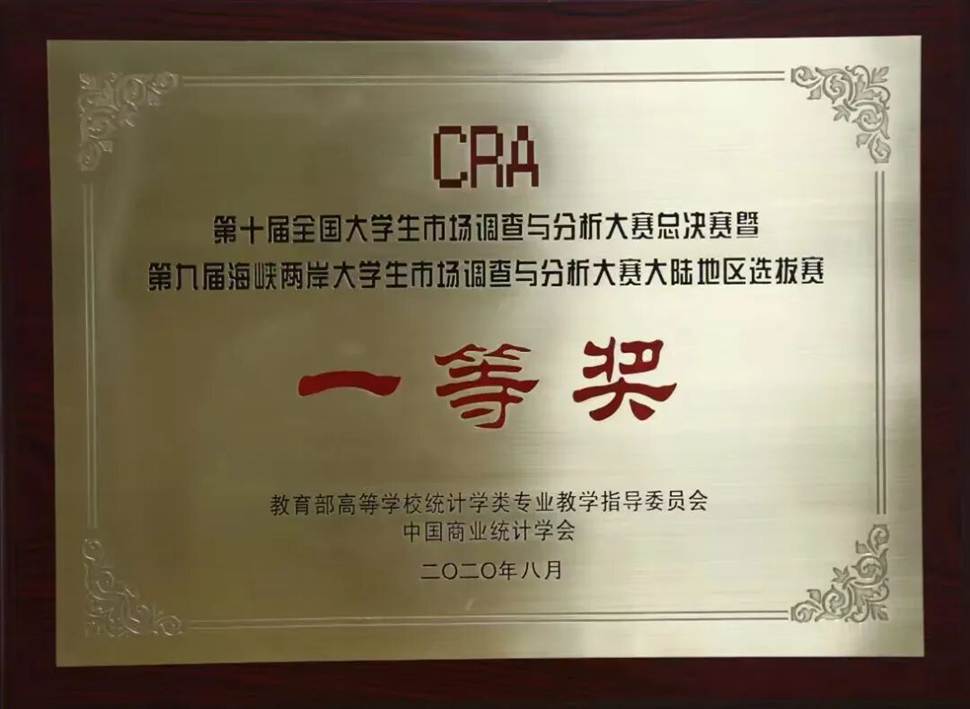 CRA
第十届全国大学生市场调查与分析大赛总决赛暨
第九届海峡两岸大学生市场调查与分析大赛大陆地区选拔赛
一等奖
教育部高等学校统计学类专业教学指导委员会
中国商业统计学会
二〇二〇年八月